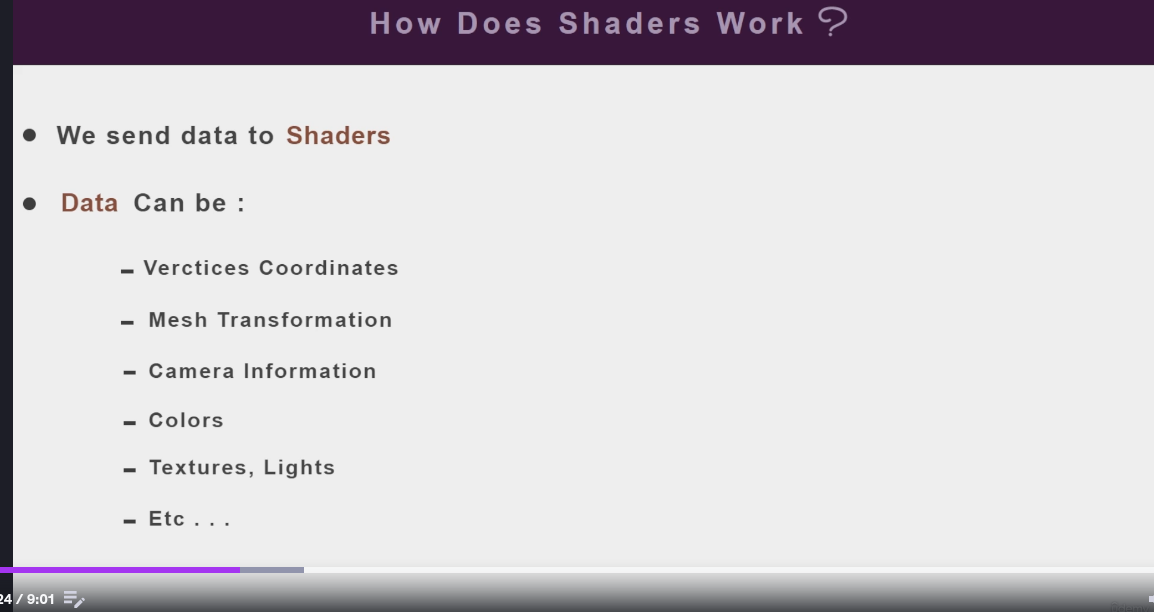 How Does Shaders Work ?
We send data to Shaders
Data Can be :
Verctices Coordinates
Mesh Transformation
Camera Information
Colors
Textures, Lights
Etc . . .
24 / 9:01